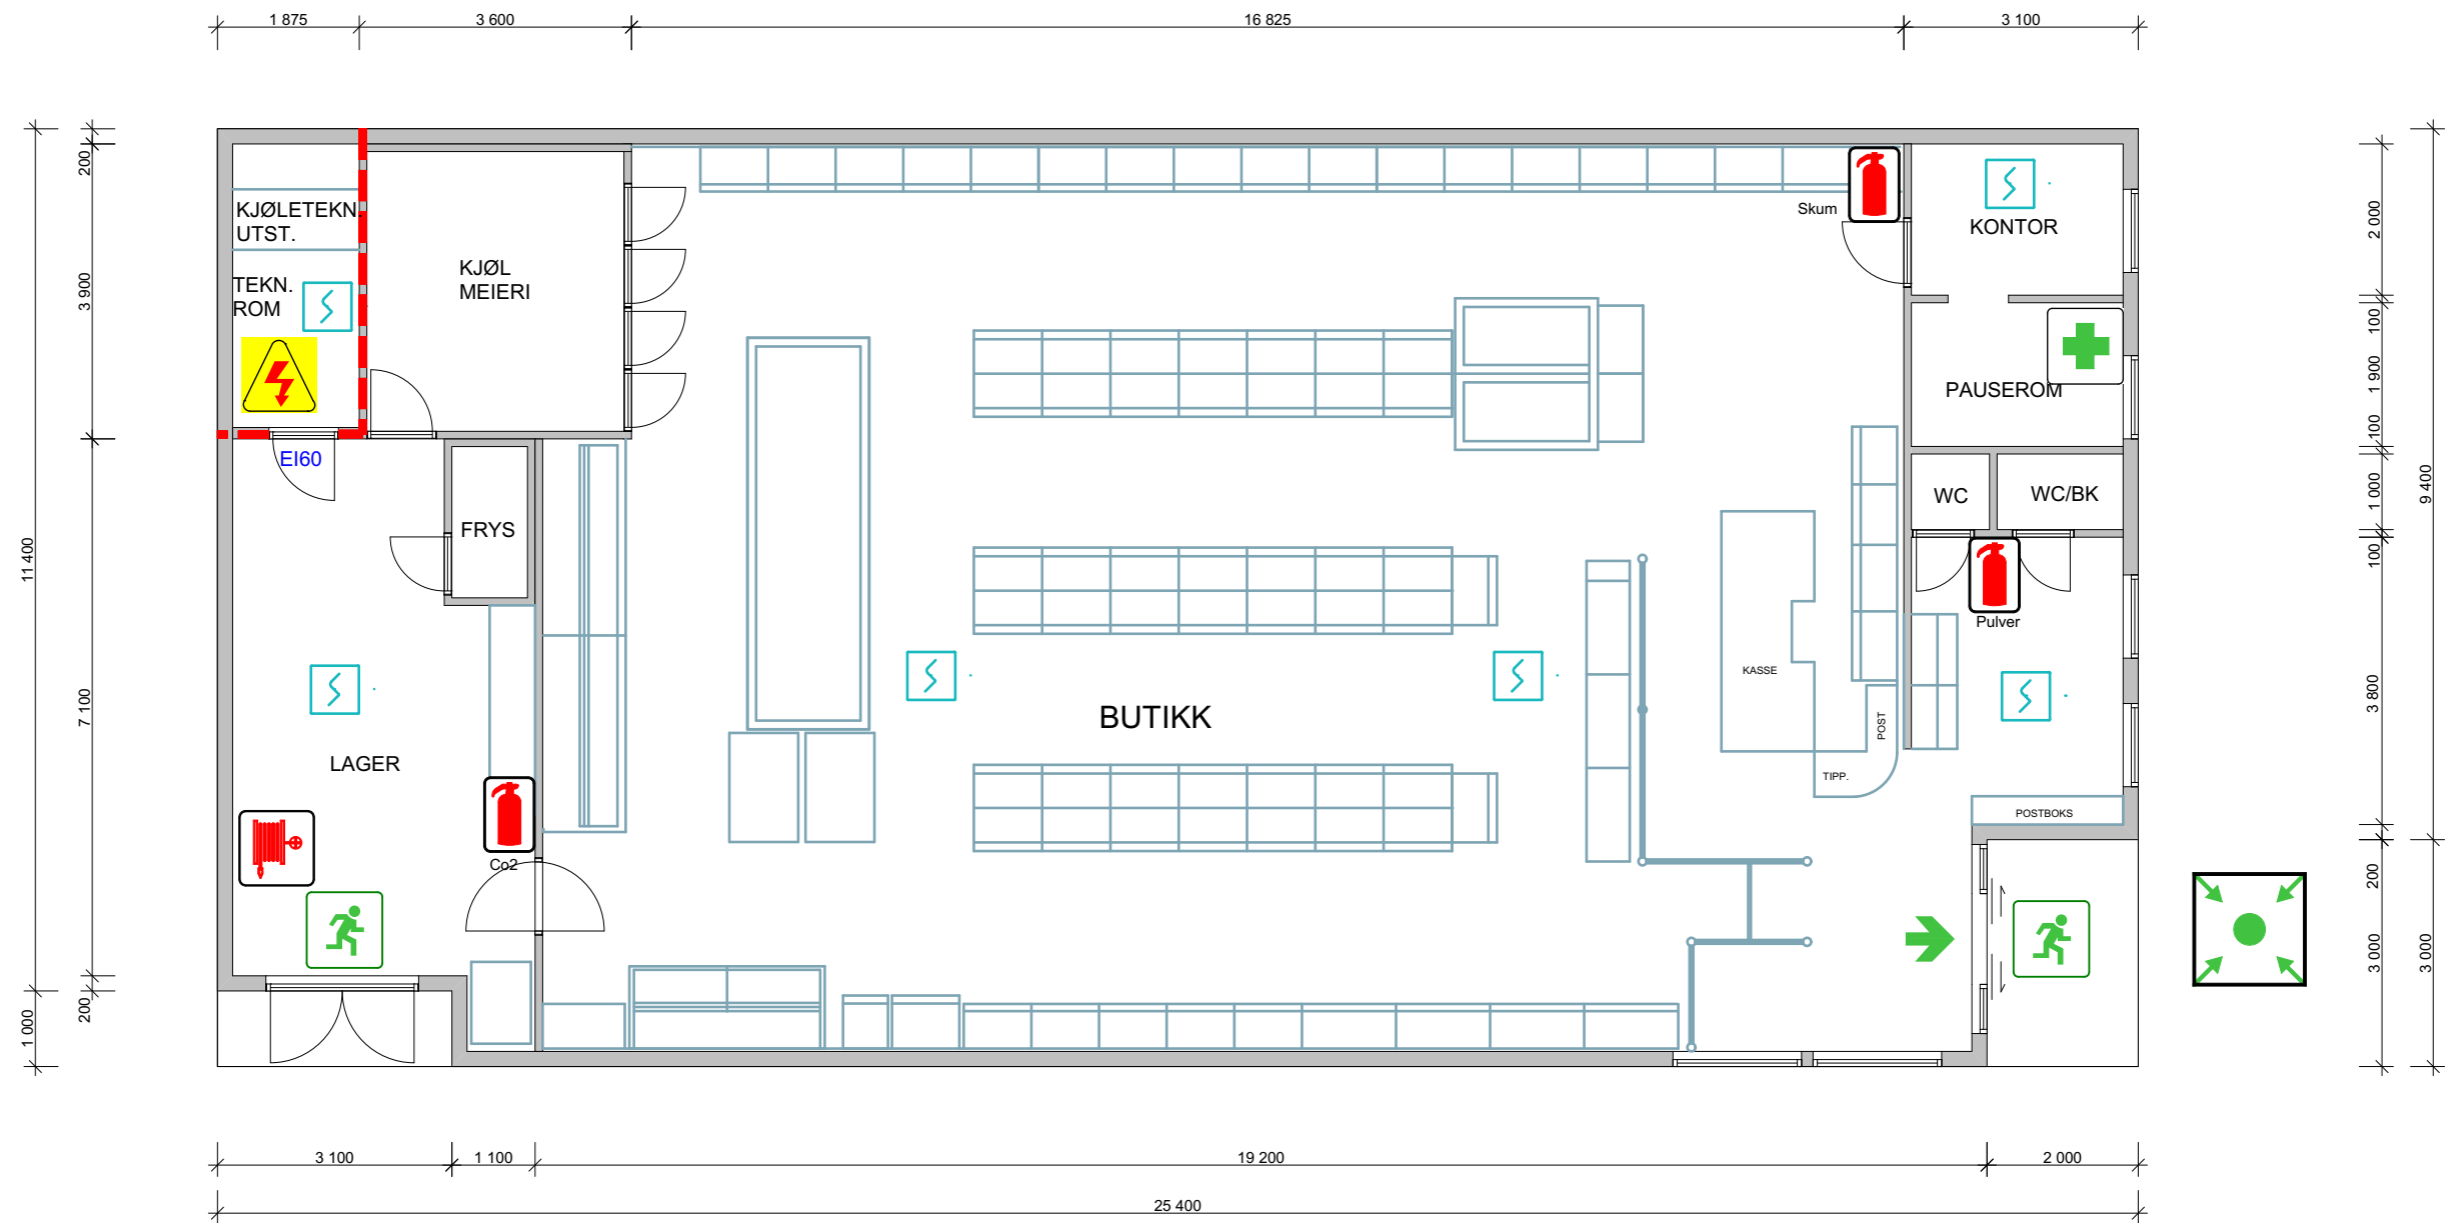 1 875
3 600
16 825
3 100
200
3 900
7 100
200
11 400
1 000
KJØLETEKN.
UTST.
TEKN.
ROM
KJØL
MEIERI
EI60
FRYS
LAGER
Co2
BUTIKK
Skum
KONTOR
PAUSEROM
WC
WC/BK
Pulver
KASSE
POST
TIPP.
POSTBOKS
2 000
100
1 900
100
1 000
100
3 800
200
3 000
9 400
3 000
3 100
1 100
19 200
2 000
25 400